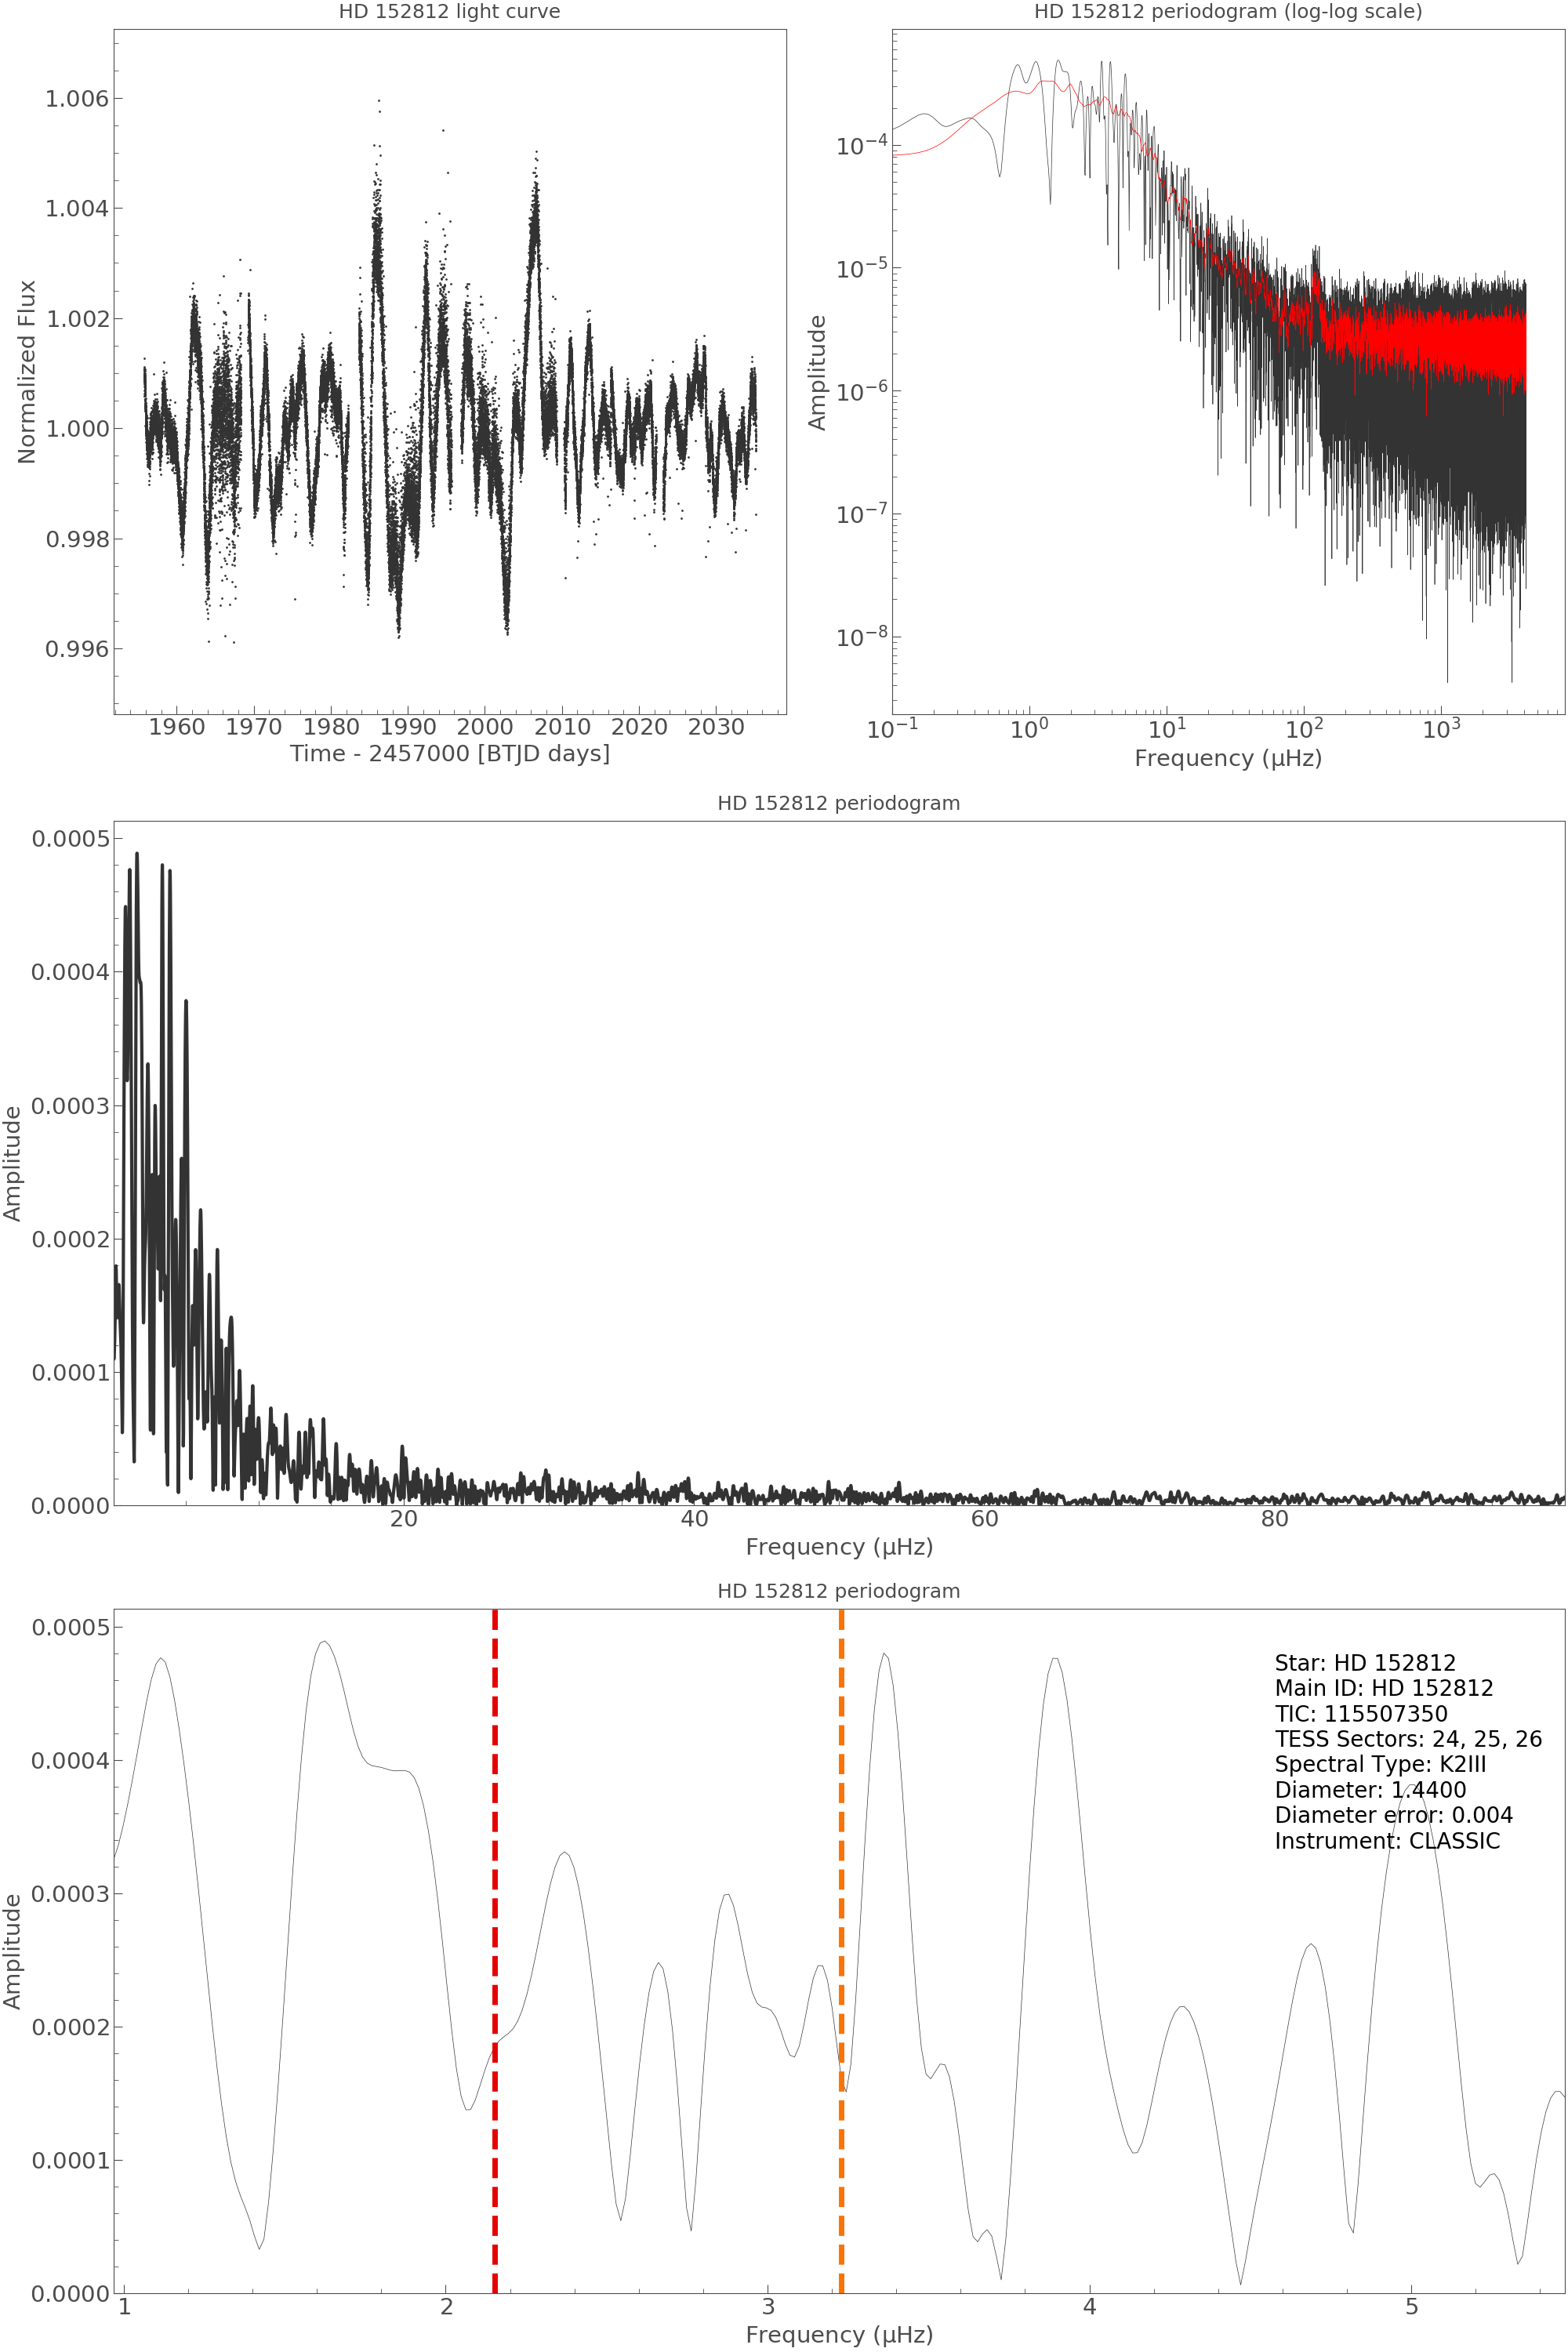 HD 152812 light curve
1.006
1.004
1.002
1.000
0.998
0.996
Normalized Flux
1960 1970 1980 1990 2000 2010 2020 2030
Time - 2457000 [BTJD days]
HD 152812 periodogram (log-log scale)
10⁻⁴
10⁻⁵
10⁻⁶
10⁻⁷
10⁻⁸
Amplitude
10⁻¹ 10⁰ 10¹ 10² 10³
Frequency (µHz)
HD 152812 periodogram
0.0005
0.0004
0.0003
0.0002
0.0001
0.0000
Amplitude
20 40 60 80
Frequency (µHz)
HD 152812 periodogram
0.0005
0.0004
0.0003
0.0002
0.0001
0.0000
Amplitude
Star: HD 152812
Main ID: HD 152812
TIC: 115507350
TESS Sectors: 24, 25, 26
Spectral Type: K2III
Diameter: 1.4400
Diameter error: 0.004
Instrument: CLASSIC
1 2 3 4 5
Frequency (µHz)